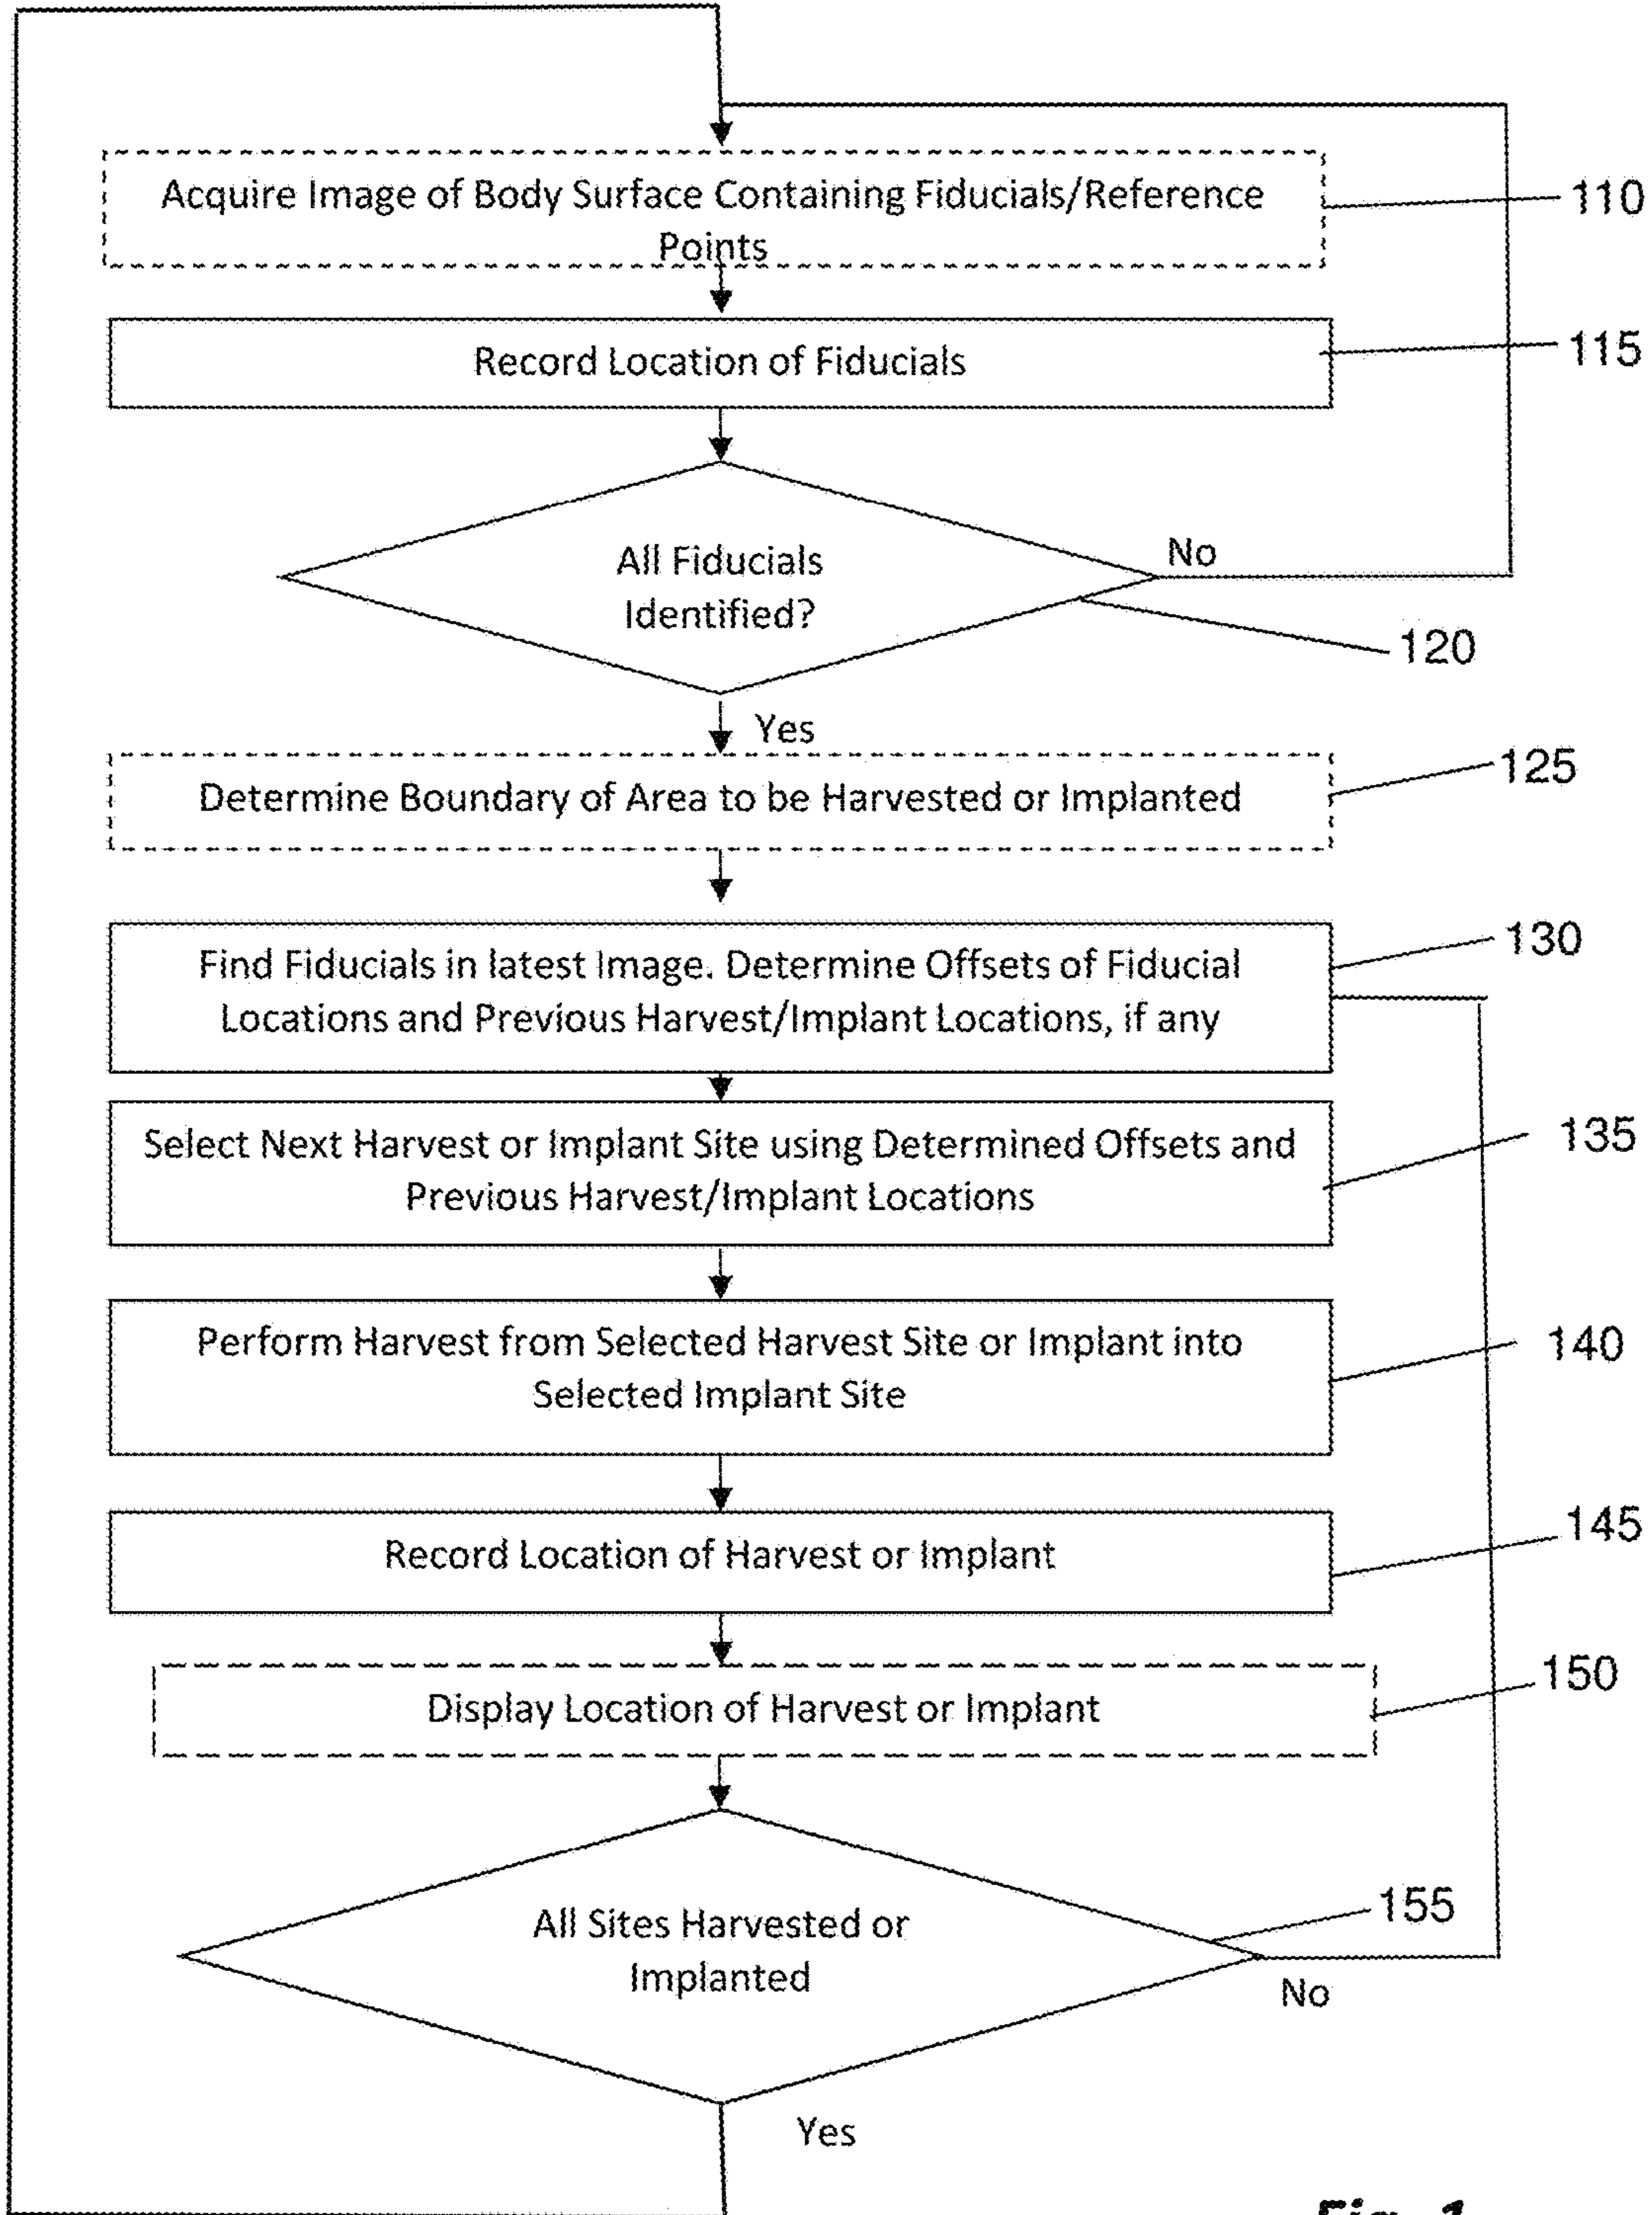 Acquire Image of Body Surface Containing Fiducials/Reference
Points
110
Record Location of Fiducials
115
All Fiducials
Identified?
No
120
Yes
Determine Boundary of Area to be Harvested or Implanted
125
Find Fiducials in latest Image. Determine Offsets of Fiducial
Locations and Previous Harvest/Implant Locations, if any
130
Select Next Harvest or Implant Site using Determined Offsets and
Previous Harvest/Implant Locations
135
Perform Harvest from Selected Harvest Site or Implant into
Selected Implant Site
140
Record Location of Harvest or Implant
145
Display Location of Harvest or Implant
150
All Sites Harvested or
Implanted
155
No
Yes
Fig. 1